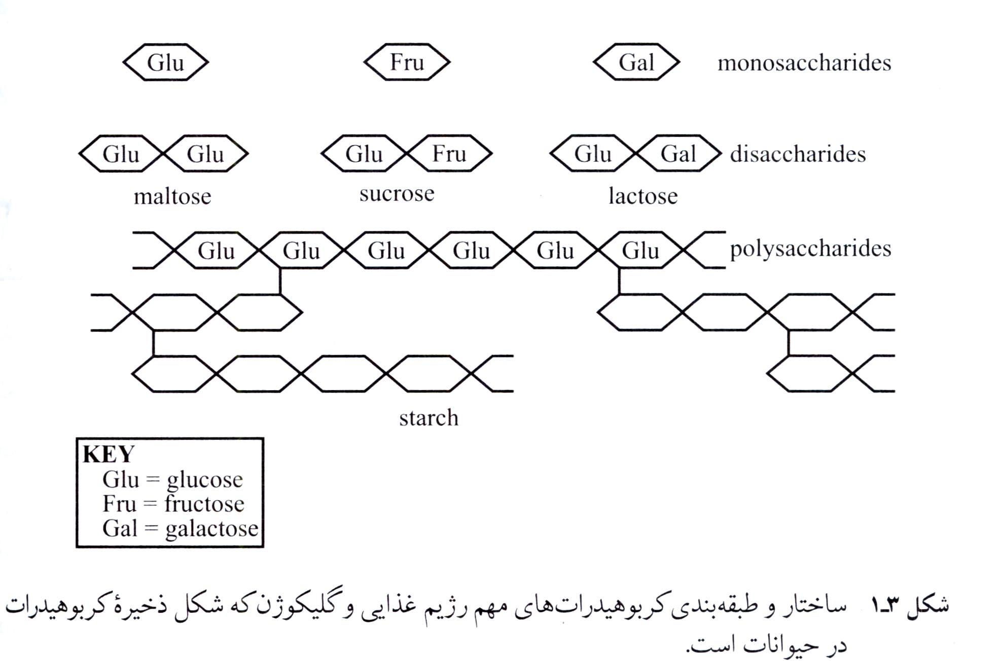 Glu Fru Gal monosaccharides
Glu Glu Glu Fru Glu Gal disaccharides
maltose sucrose lactose
Glu Glu Glu Glu Glu Glu polysaccharides
starch
KEY
Glu = glucose
Fru = fructose
Gal = galactose
شکل ۳ـ۱ ساختار و طبقه‌بندی کربوهیدرات‌های مهم رژیم غذایی و گلیکوژن که شکل ذخیرهٔ کربوهیدرات
در حیوانات است.